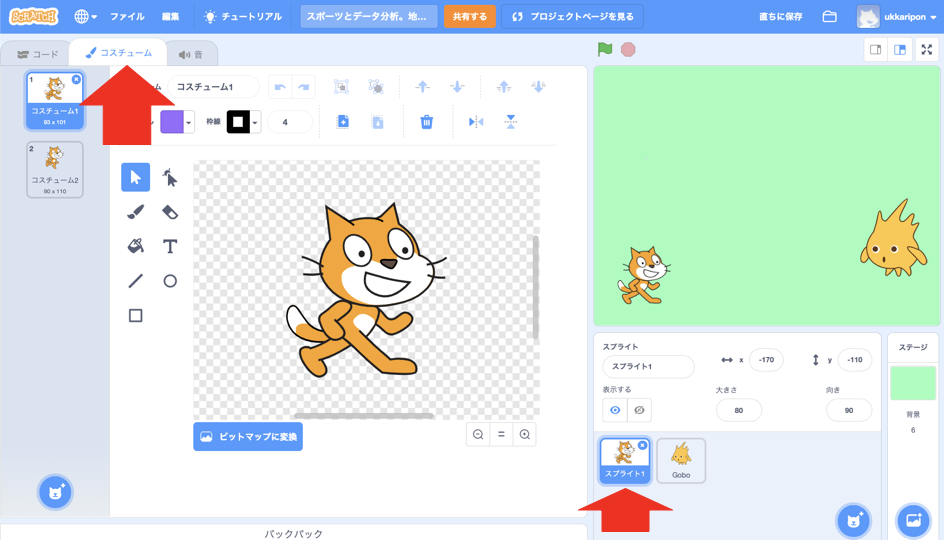 SCRATCH
ファイル
編集
チュートリアル
スポーツとデータ分析。地...
共有する
プロジェクトページを見る
直ちに保存
ukkaripon
コード
コスチューム
音
1
コスチューム1
93 x 101
2
コスチューム2
90 x 110
ム
コスチューム1
枠線
4
T
ビットマップに変換
バックパック
スプライト
スプライト1
x
-170
y
-110
表示する
大きさ
80
向き
90
スプライト1
Gobo
ステージ
背景
6